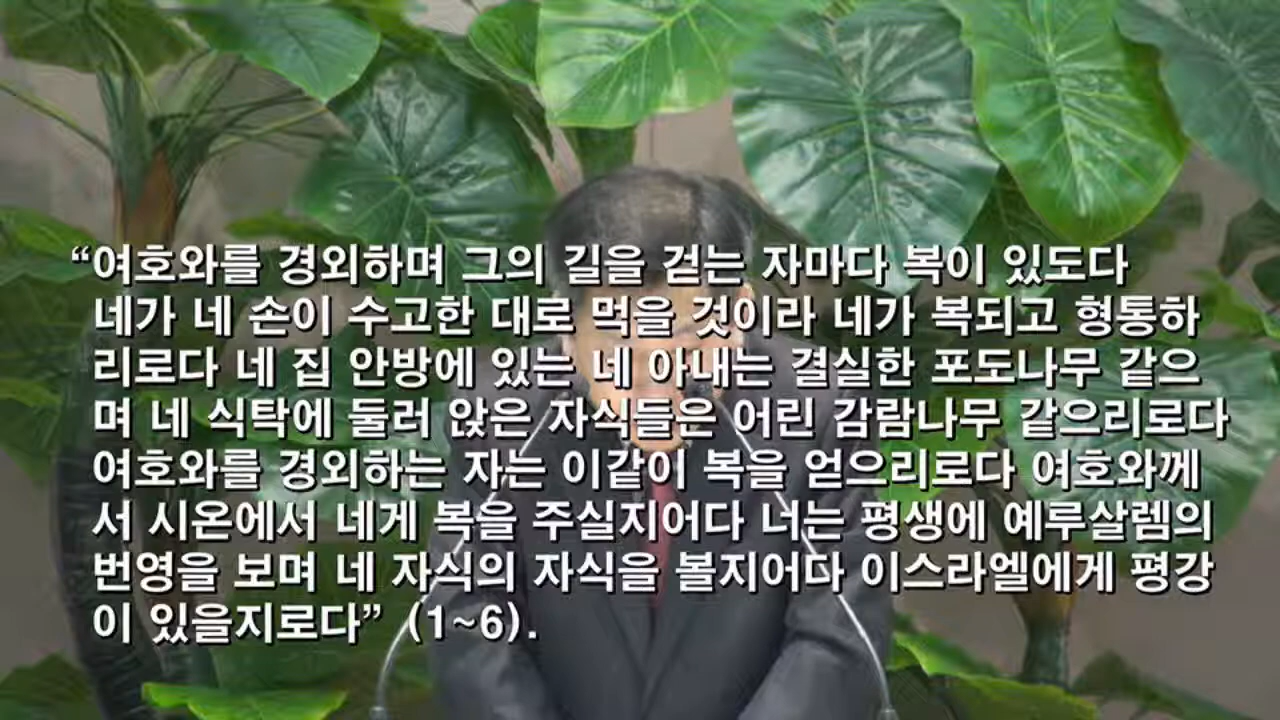 “여호와를 경외하며 그의 길을 걷는 자마다 복이 있도다
네가 네 손이 수고한 대로 먹을 것이라 네가 복되고 형통하
리로다 네 집 안방에 있는 네 아내는 결실한 포도나무 같으
며 네 식탁에 둘러 앉은 자식들은 어린 감람나무 같으리로다
여호와를 경외하는 자는 이같이 복을 얻으리로다 여호와께
서 시온에서 네게 복을 주실지어다 너는 평생에 예루살렘의
번영을 보며 네 자식의 자식을 볼지어다 이스라엘에게 평강
이 있을지로다” (1~6).